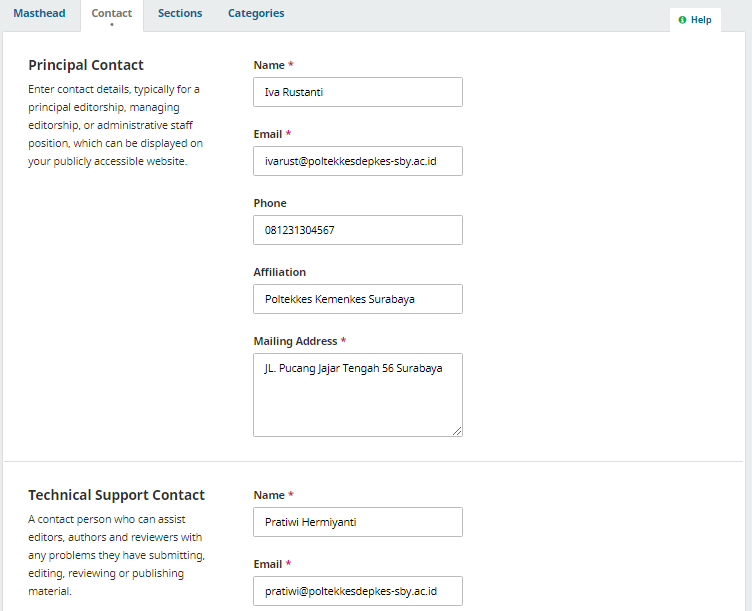 Masthead
Contact
Sections
Categories
Help
Principal Contact
Enter contact details, typically for a
principal editorship, managing
editorship, or administrative staff
position, which can be displayed on
your publicly accessible website.
Name *
Iva Rustanti
Email *
ivarust@poltekkesdepkes-sby.ac.id
Phone
081231304567
Affiliation
Poltekkes Kemenkes Surabaya
Mailing Address *
JL. Pucang Jajar Tengah 56 Surabaya
Technical Support Contact
A contact person who can assist
editors, authors and reviewers with
any problems they have submitting,
editing, reviewing or publishing
material.
Name *
Pratiwi Hermiyanti
Email *
pratiwi@poltekkesdepkes-sby.ac.id